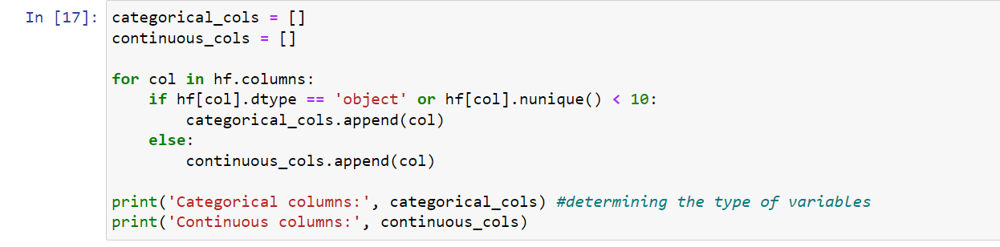 In [17]: categorical_cols = []
continuous_cols = []
for col in hf.columns:
    if hf[col].dtype == 'object' or hf[col].nunique() < 10:
        categorical_cols.append(col)
    else:
        continuous_cols.append(col)
print('Categorical columns:', categorical_cols) #determining the type of variables
print('Continuous columns:', continuous_cols)